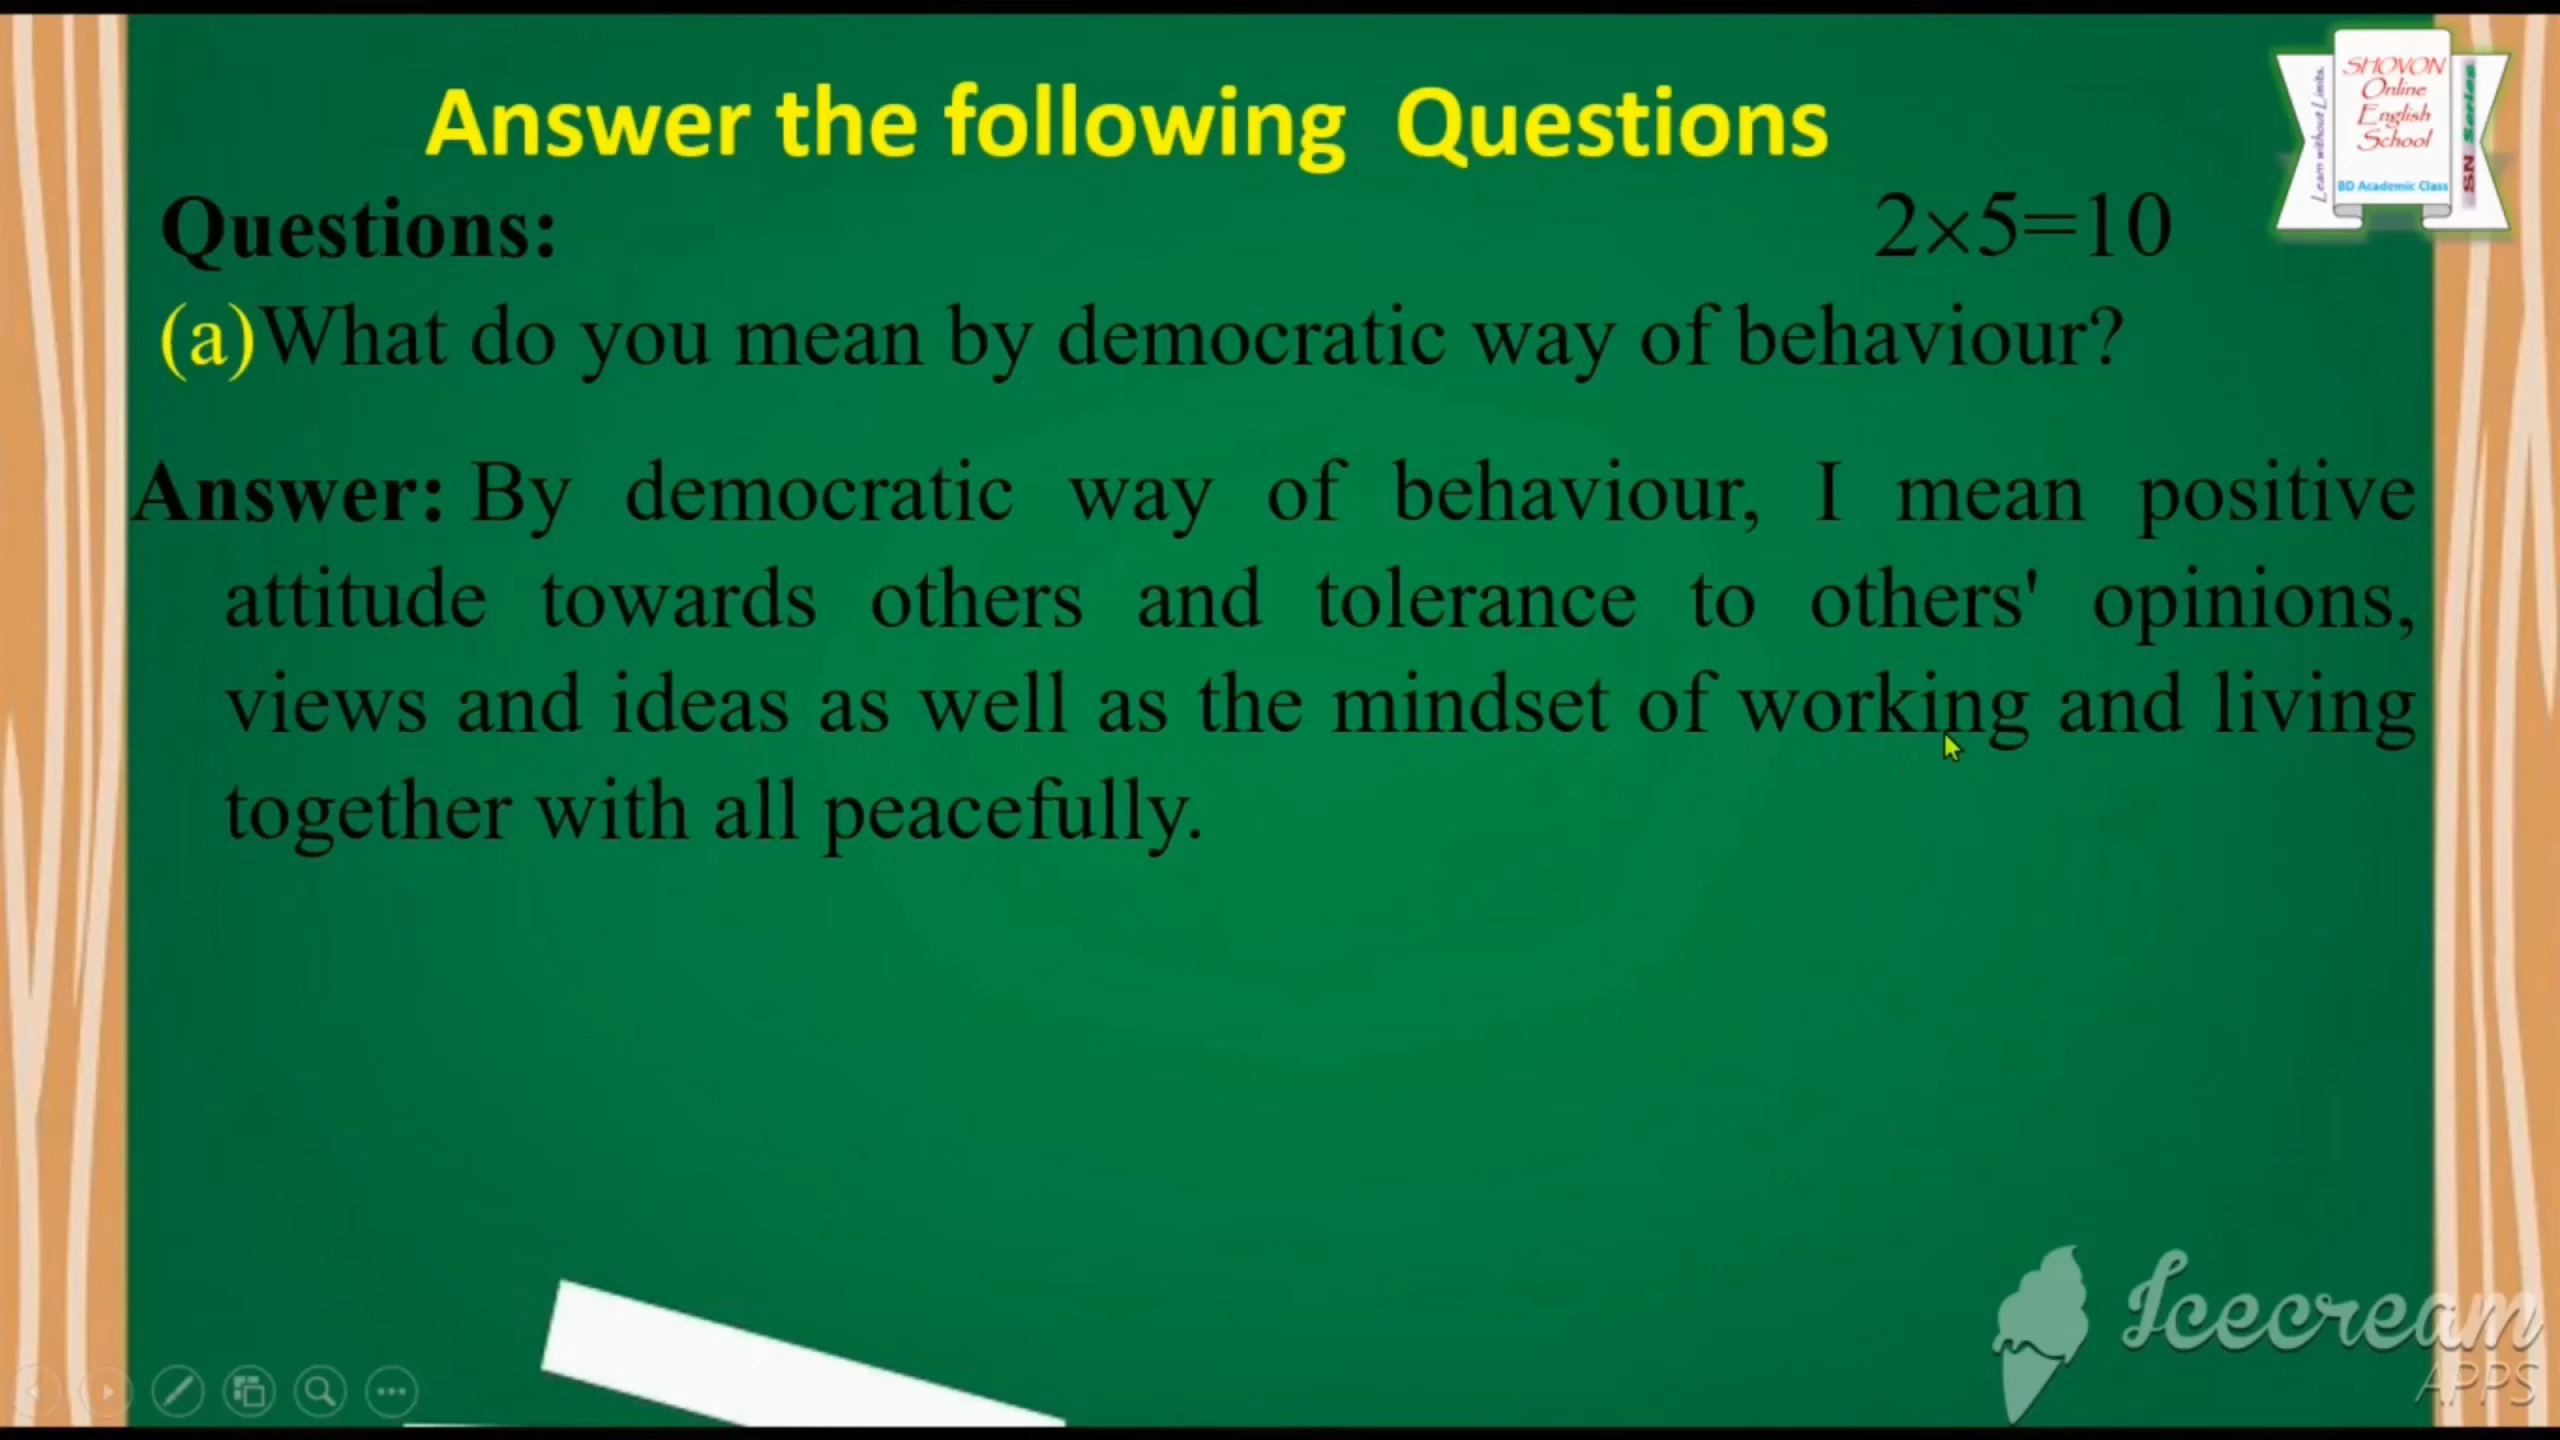 Answer the following Questions
Questions: 2×5=10
(a)What do you mean by democratic way of behaviour?
Answer: By democratic way of behaviour, I mean positive
attitude towards others and tolerance to others' opinions,
views and ideas as well as the mindset of working and living
together with all peacefully.
Learn without Limits.
SHOVON
Online
English
School
BD Academic Class
SN Series
Icecream
APPS